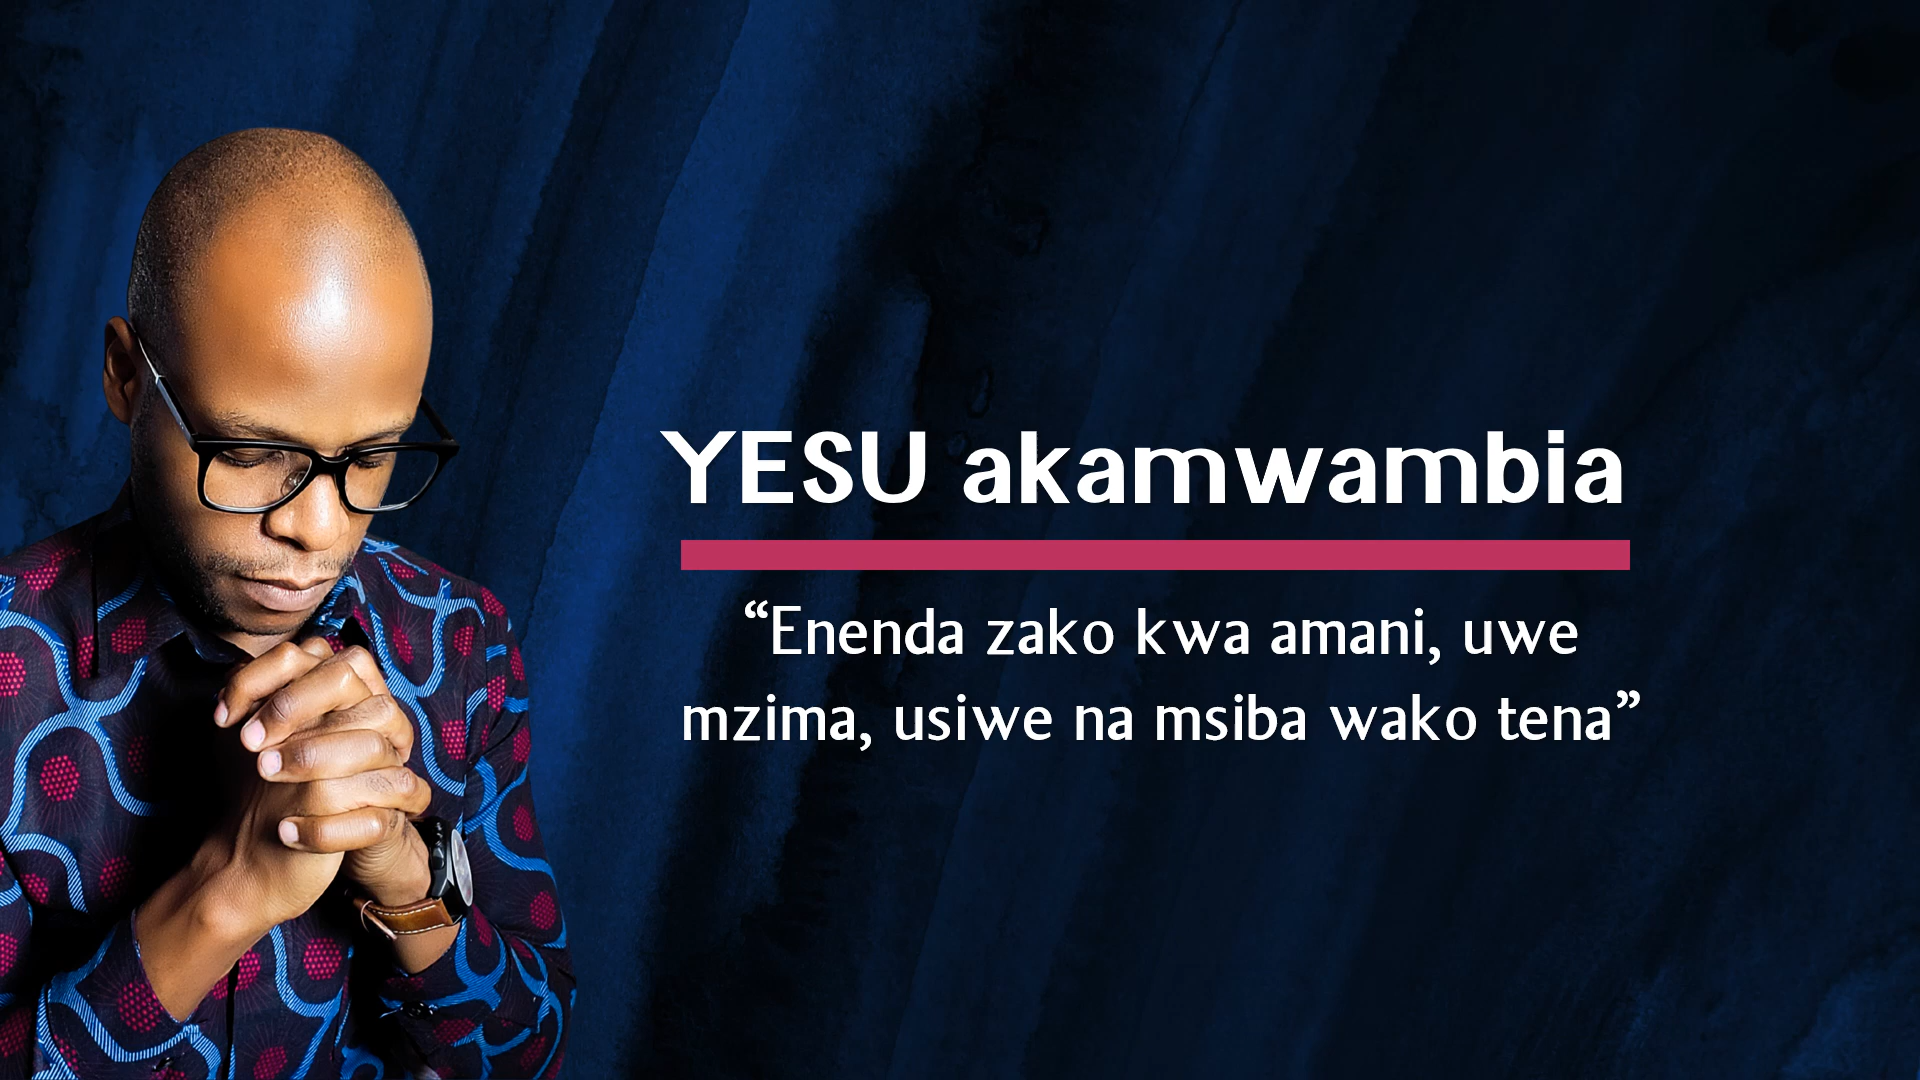 YESU akamwambia
“Enenda zako kwa amani, uwe
mzima, usiwe na msiba wako tena”